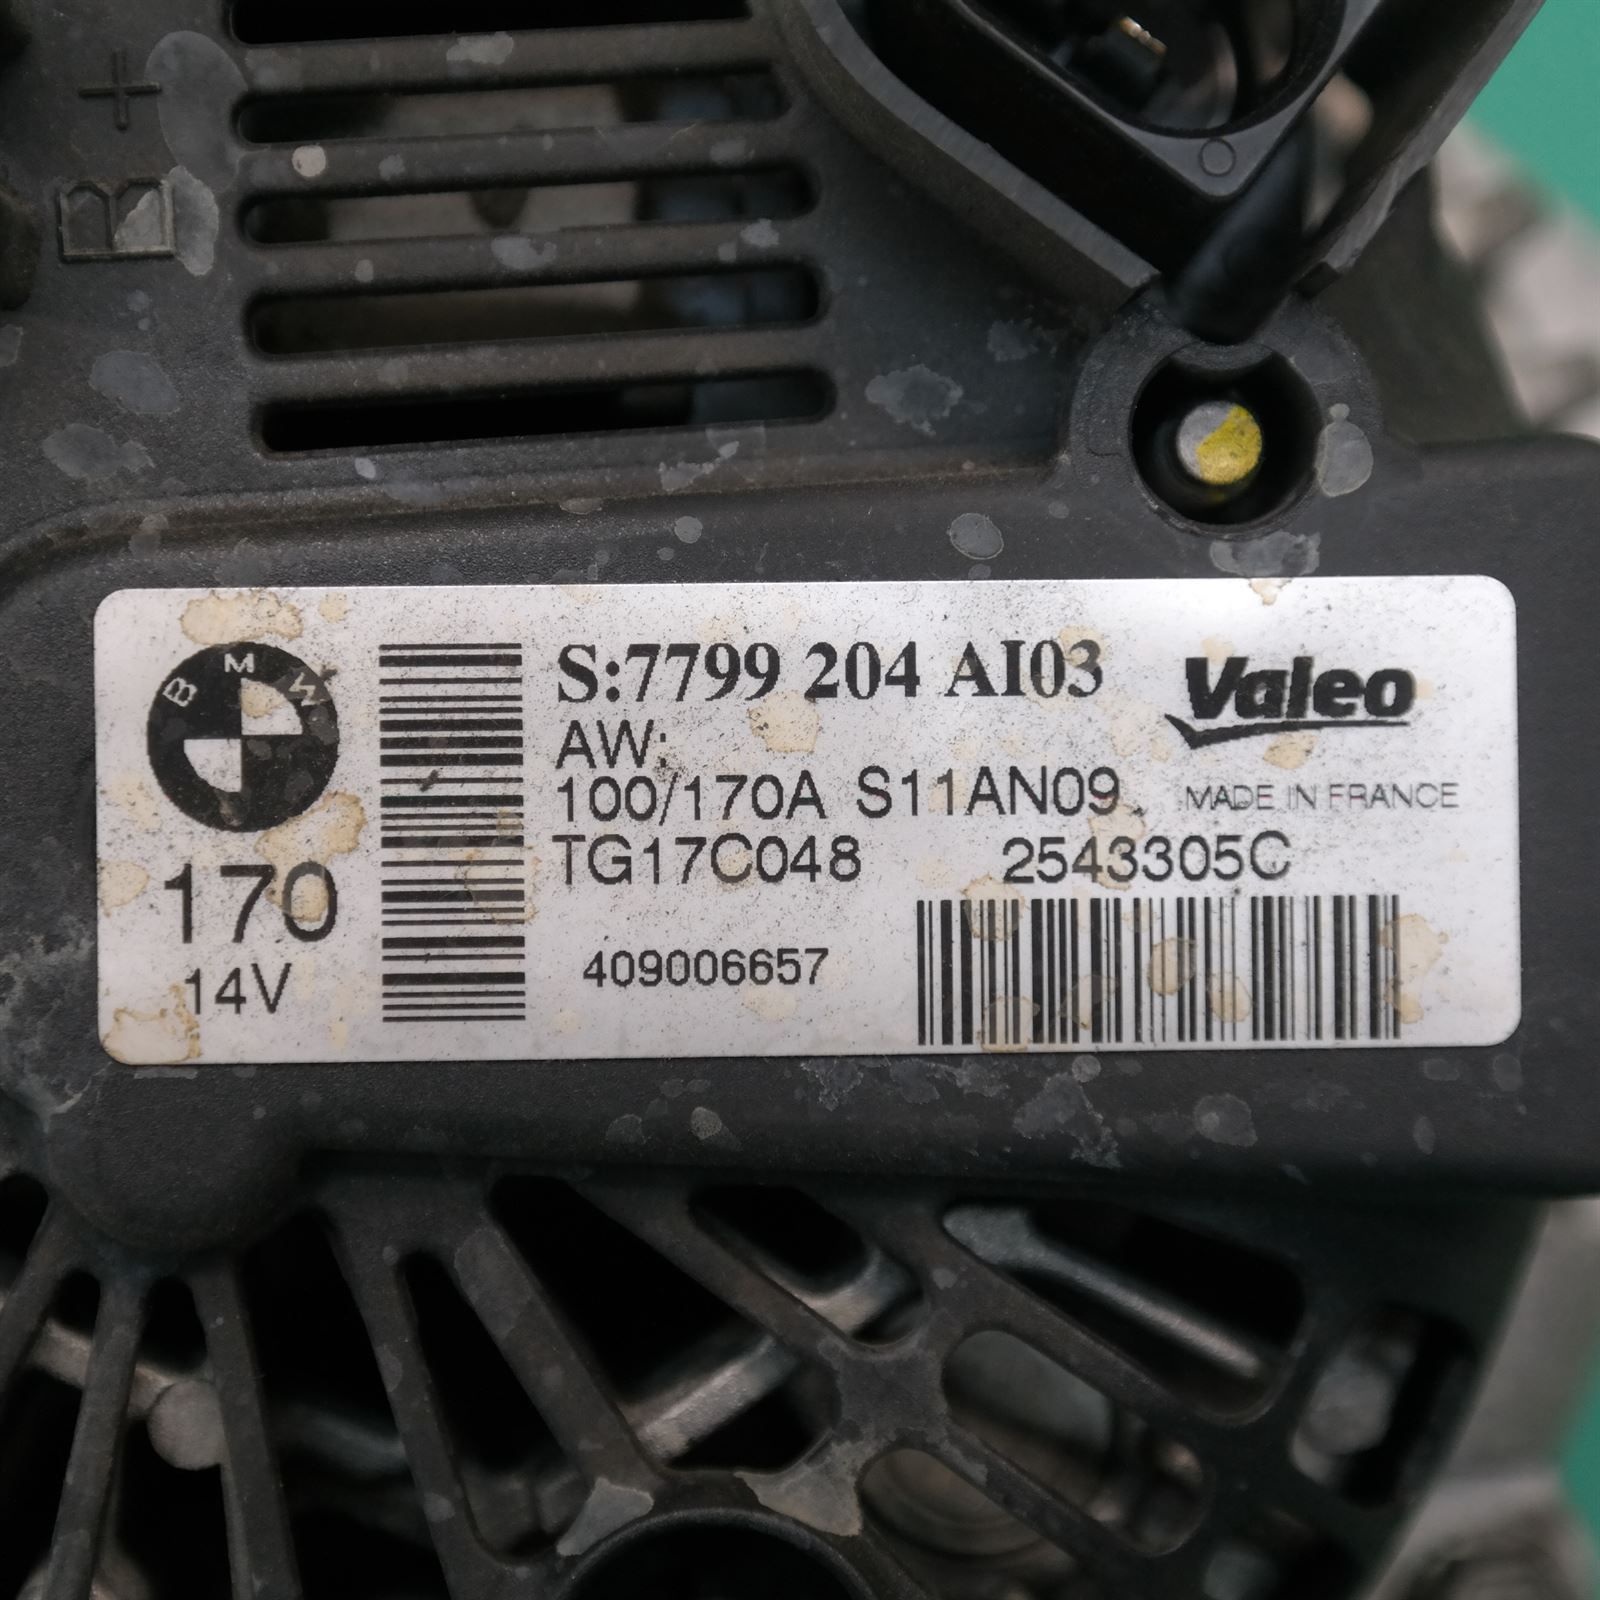 B +
BMW
170
14V
S:7799 204 AI03
AW:
100/170A S11AN09
TG17C048 2543305C
409006657
Valeo
MADE IN FRANCE